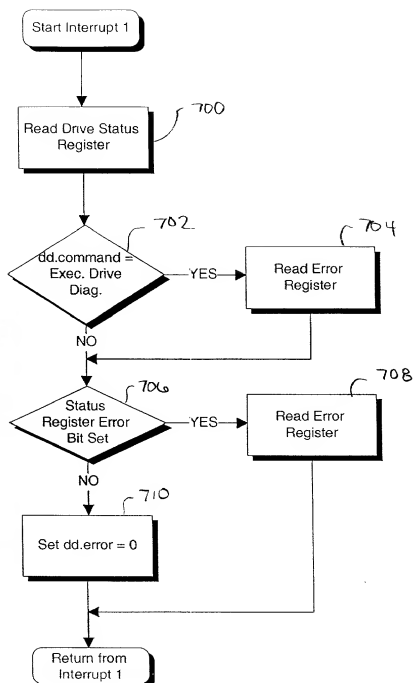 Start Interrupt 1
700
Read Drive Status
Register
702
dd.command =
Exec. Drive
Diag.
YES
704
Read Error
Register
NO
706
Status
Register Error
Bit Set
YES
708
Read Error
Register
NO
710
Set dd.error = 0
Return from
Interrupt 1